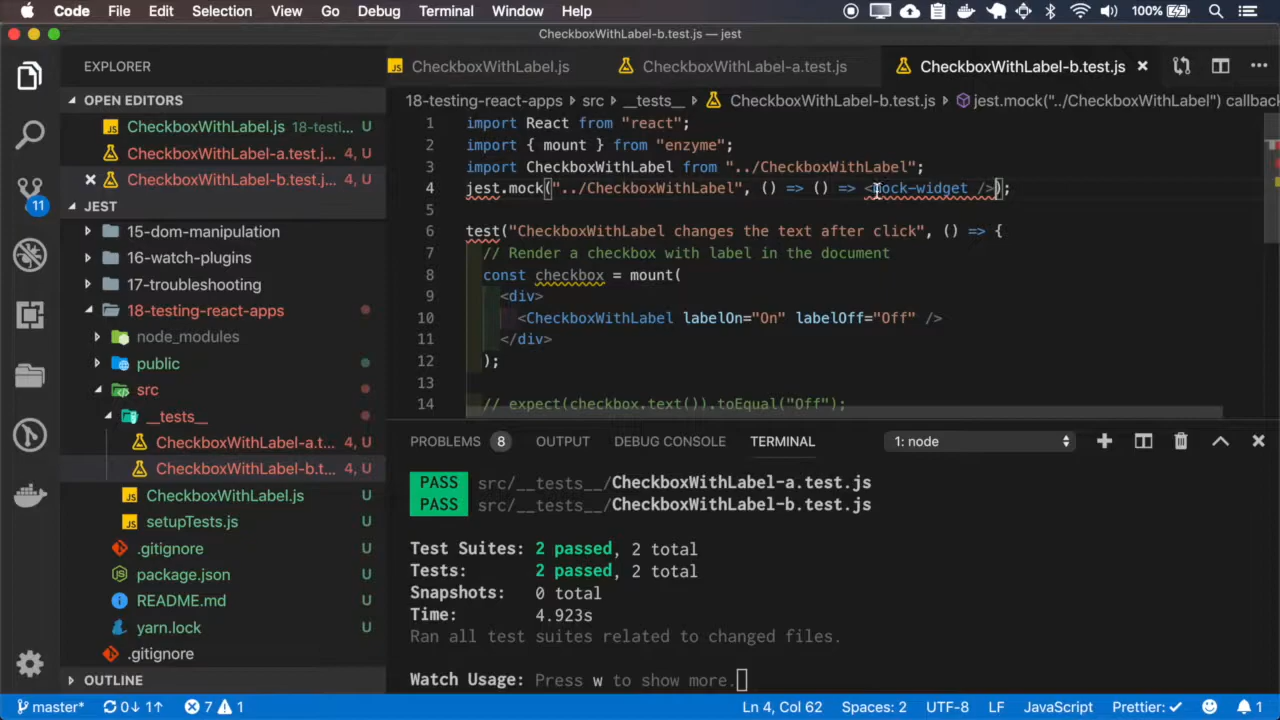 Code File Edit Selection View Go Debug Terminal Window Help 100%
CheckboxWithLabel-b.test.js — jest
EXPLORER
OPEN EDITORS
CheckboxWithLabel.js 18-testi... U
CheckboxWithLabel-a.test.j... 4, U
CheckboxWithLabel-b.test.j... 4, U
JEST
15-dom-manipulation
16-watch-plugins
17-troubleshooting
18-testing-react-apps
node_modules
public
src
__tests__
CheckboxWithLabel-a.t... 4, U
CheckboxWithLabel-b.t... 4, U
CheckboxWithLabel.js U
setupTests.js U
.gitignore U
package.json U
README.md U
yarn.lock U
.gitignore
OUTLINE
11
CheckboxWithLabel.js CheckboxWithLabel-a.test.js CheckboxWithLabel-b.test.js
18-testing-react-apps › src › __tests__ › CheckboxWithLabel-b.test.js › jest.mock("../CheckboxWithLabel") callback
1 import React from "react";
2 import { mount } from "enzyme";
3 import CheckboxWithLabel from "../CheckboxWithLabel";
4 jest.mock("../CheckboxWithLabel", () => () => <mock-widget />);
5
6 test("CheckboxWithLabel changes the text after click", () => {
7 // Render a checkbox with label in the document
8 const checkbox = mount(
9 <div>
10 <CheckboxWithLabel labelOn="On" labelOff="Off" />
11 </div>
12 );
13
14 // expect(checkbox.text()).toEqual("Off");
PROBLEMS 8 OUTPUT DEBUG CONSOLE TERMINAL 1: node
PASS src/__tests__/CheckboxWithLabel-a.test.js
PASS src/__tests__/CheckboxWithLabel-b.test.js
Test Suites: 2 passed, 2 total
Tests: 2 passed, 2 total
Snapshots: 0 total
Time: 4.923s
Ran all test suites related to changed files.
Watch Usage: Press w to show more.
master* 0↓ 1↑ 7 1 Ln 4, Col 62 Spaces: 2 UTF-8 LF JavaScript Prettier: ✓ 1